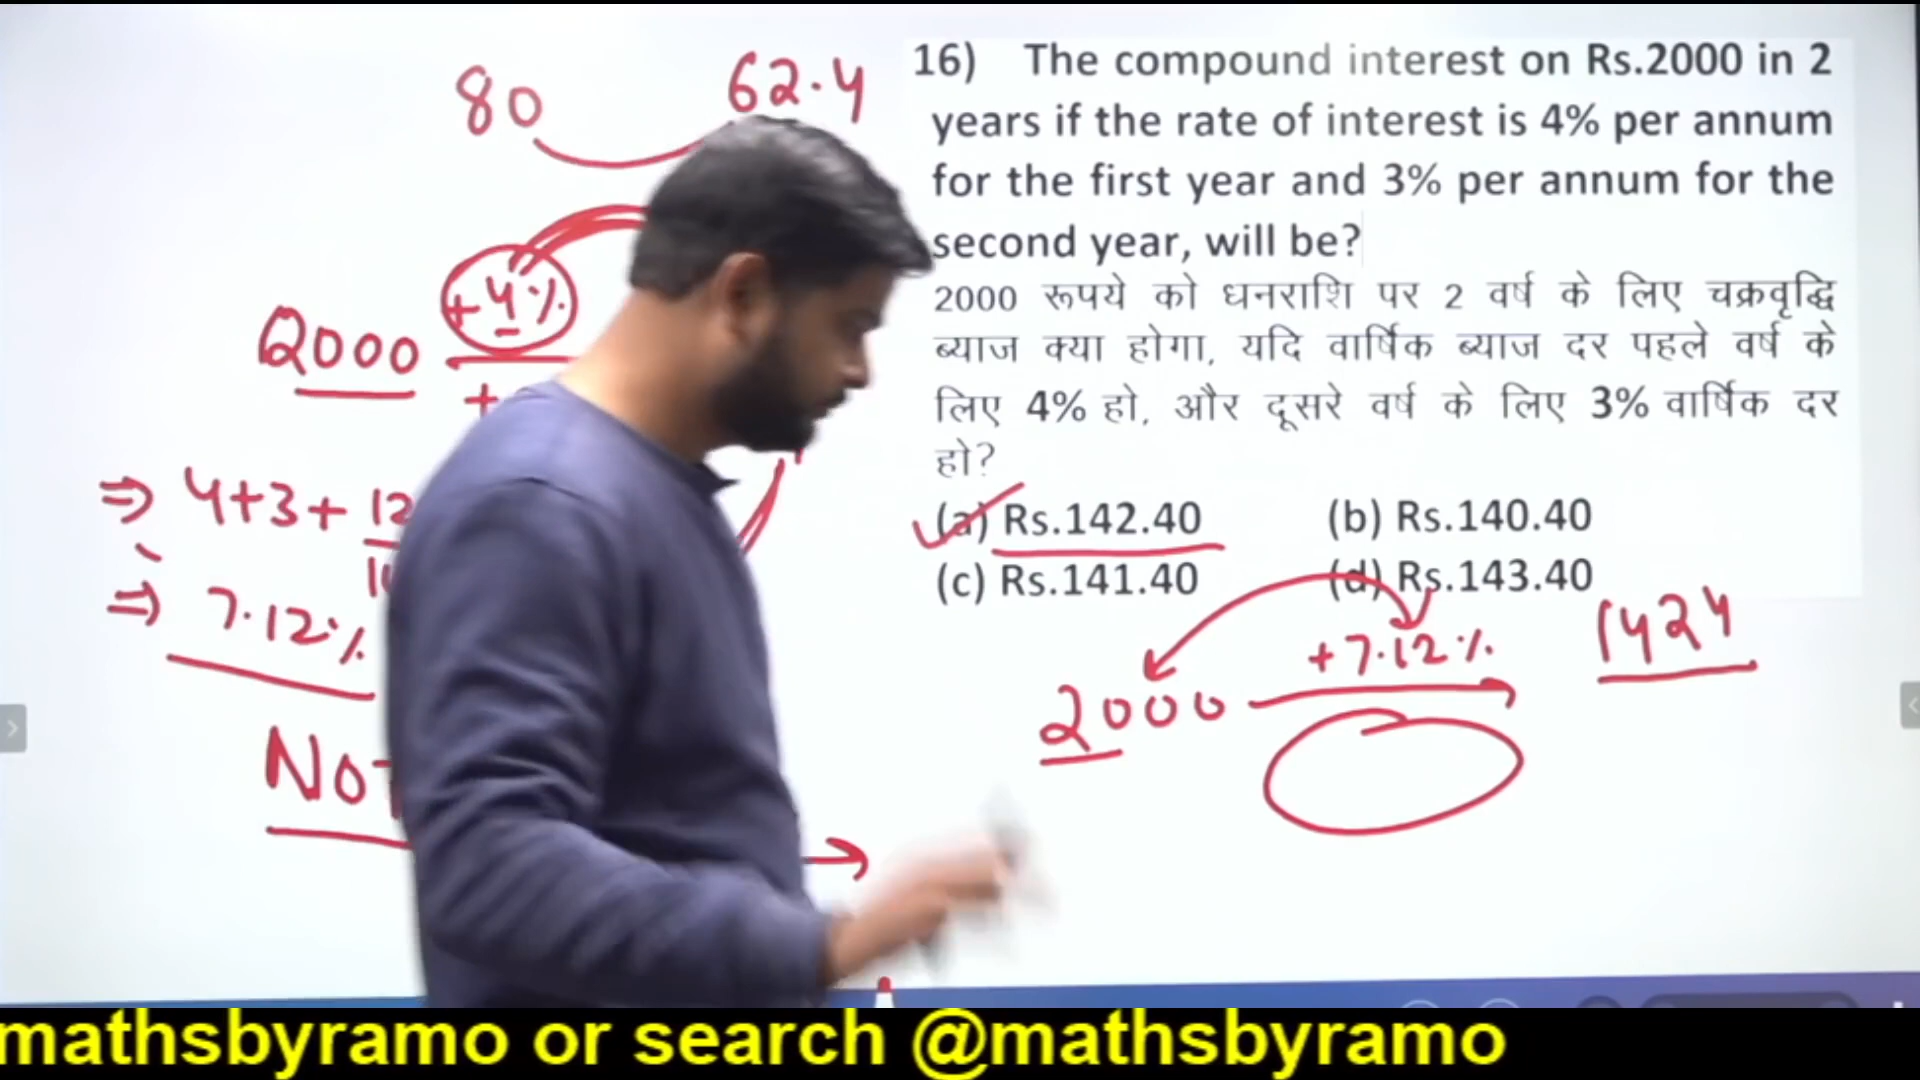 80
62.4
+4%
2000
+
⇒ 4+3+12
⇒ 7.12%
NOT
16) The compound interest on Rs.2000 in 2
years if the rate of interest is 4% per annum
for the first year and 3% per annum for the
second year, will be?
2000 रूपये को धनराशि पर 2 वर्ष के लिए चक्रवृद्धि
ब्याज क्या होगा, यदि वार्षिक ब्याज दर पहले वर्ष के
लिए 4% हो, और दूसरे वर्ष के लिए 3% वार्षिक दर
हो?
(a) Rs.142.40 (b) Rs.140.40
(c) Rs.141.40 (d) Rs.143.40
+7.12%
2000
1424
mathsbyramo or search @mathsbyramo